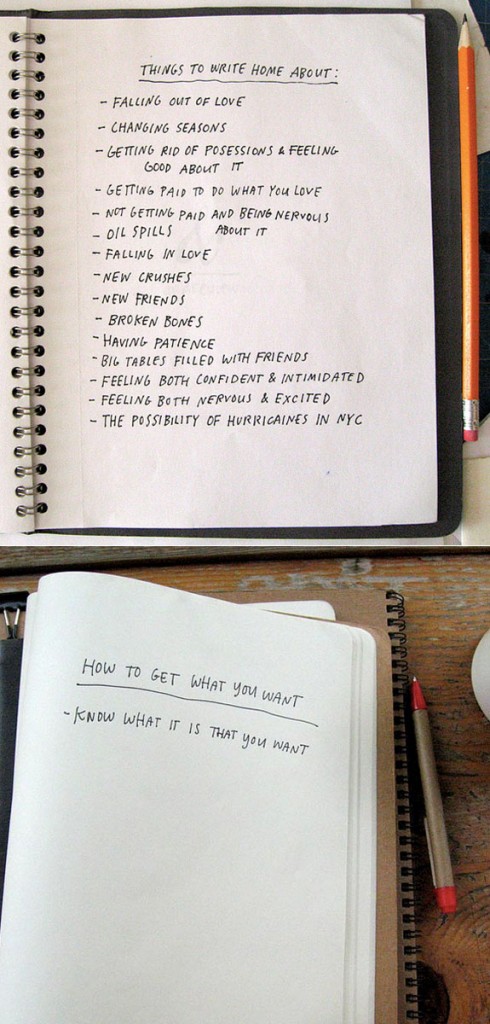 THINGS TO WRITE HOME ABOUT:
- FALLING OUT OF LOVE
- CHANGING SEASONS
- GETTING RID OF POSESSIONS & FEELING
GOOD ABOUT IT
- GETTING PAID TO DO WHAT YOU LOVE
- NOT GETTING PAID AND BEING NERVOUS
ABOUT IT
- OIL SPILLS
- FALLING IN LOVE
- NEW CRUSHES
- NEW FRIENDS
- BROKEN BONES
- HAVING PATIENCE
- BIG TABLES FILLED WITH FRIENDS
- FEELING BOTH CONFIDENT & INTIMIDATED
- FEELING BOTH NERVOUS & EXCITED
- THE POSSIBILITY OF HURRICAINES IN NYC
HOW TO GET WHAT YOU WANT
- KNOW WHAT IT IS THAT YOU WANT